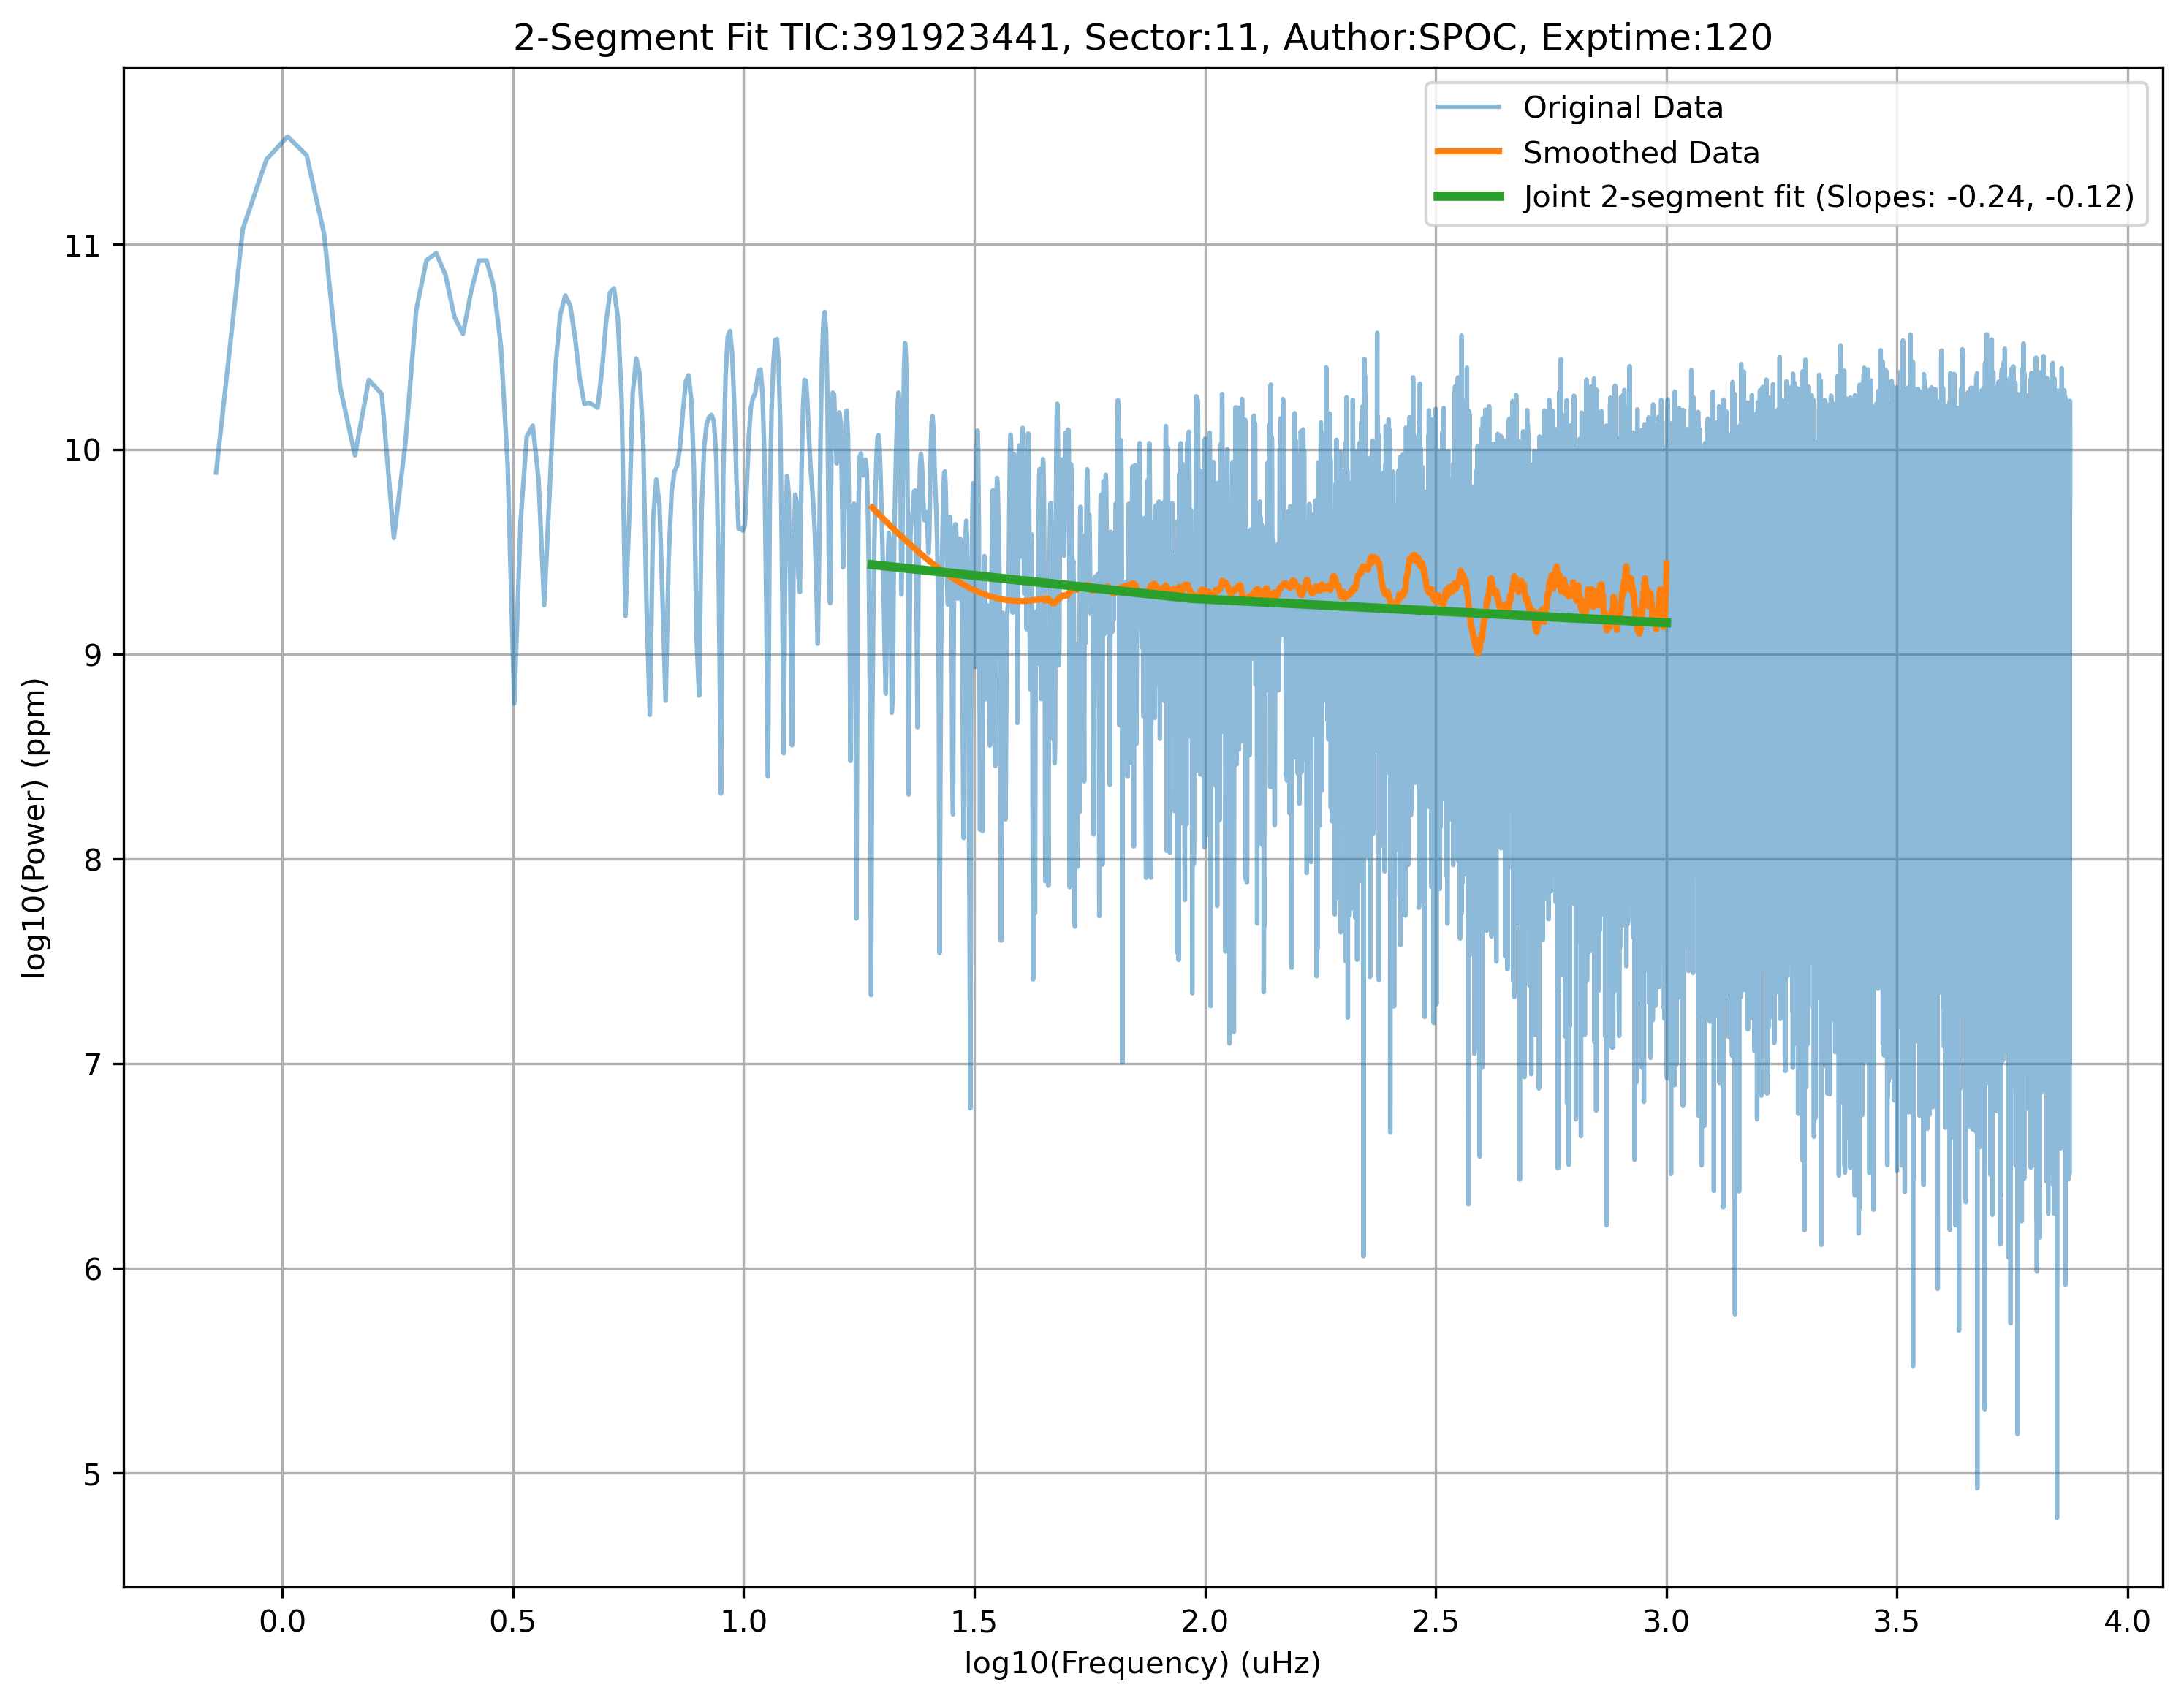 2-Segment Fit TIC:391923441, Sector:11, Author:SPOC, Exptime:120
Original Data
Smoothed Data
Joint 2-segment fit (Slopes: -0.24, -0.12)
log10(Power) (ppm)
11
10
9
8
7
6
5
0.0 0.5 1.0 1.5 2.0 2.5 3.0 3.5 4.0
log10(Frequency) (uHz)